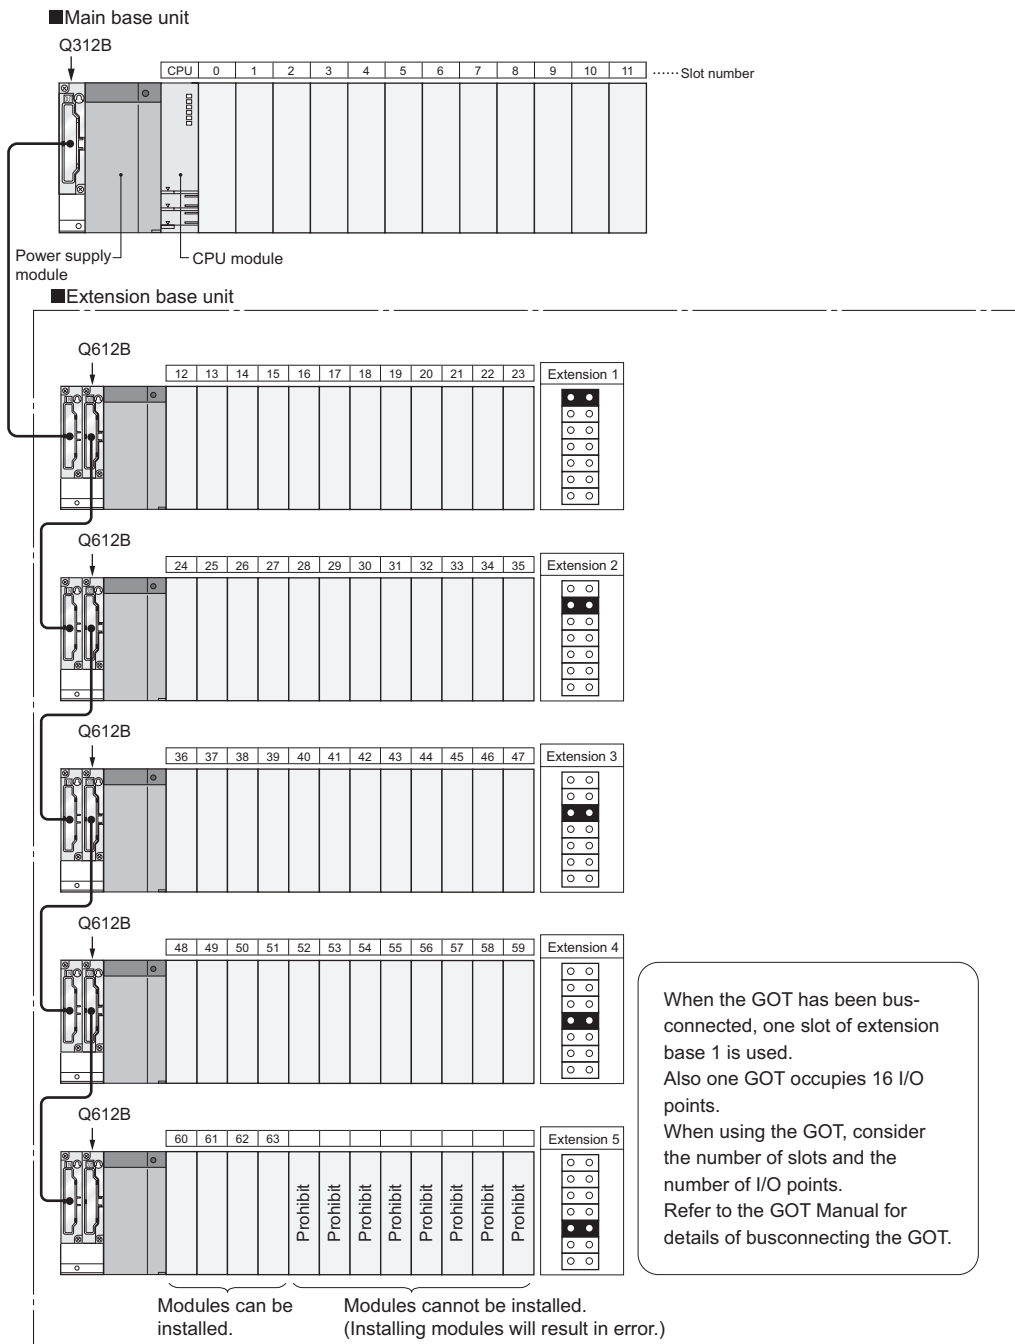 ■Main base unit
Q312B
CPU 0 1 2 3 4 5 6 7 8 9 10 11 ······Slot number
Power supply module
CPU module
■Extension base unit
Q612B
12 13 14 15 16 17 18 19 20 21 22 23
Extension 1
Q612B
24 25 26 27 28 29 30 31 32 33 34 35
Extension 2
Q612B
36 37 38 39 40 41 42 43 44 45 46 47
Extension 3
Q612B
48 49 50 51 52 53 54 55 56 57 58 59
Extension 4
Q612B
60 61 62 63
Extension 5
Prohibit Prohibit Prohibit Prohibit Prohibit Prohibit Prohibit Prohibit
Modules can be
installed.
Modules cannot be installed.
(Installing modules will result in error.)
When the GOT has been bus-
connected, one slot of extension
base 1 is used.
Also one GOT occupies 16 I/O
points.
When using the GOT, consider
the number of slots and the
number of I/O points.
Refer to the GOT Manual for
details of busconnecting the GOT.